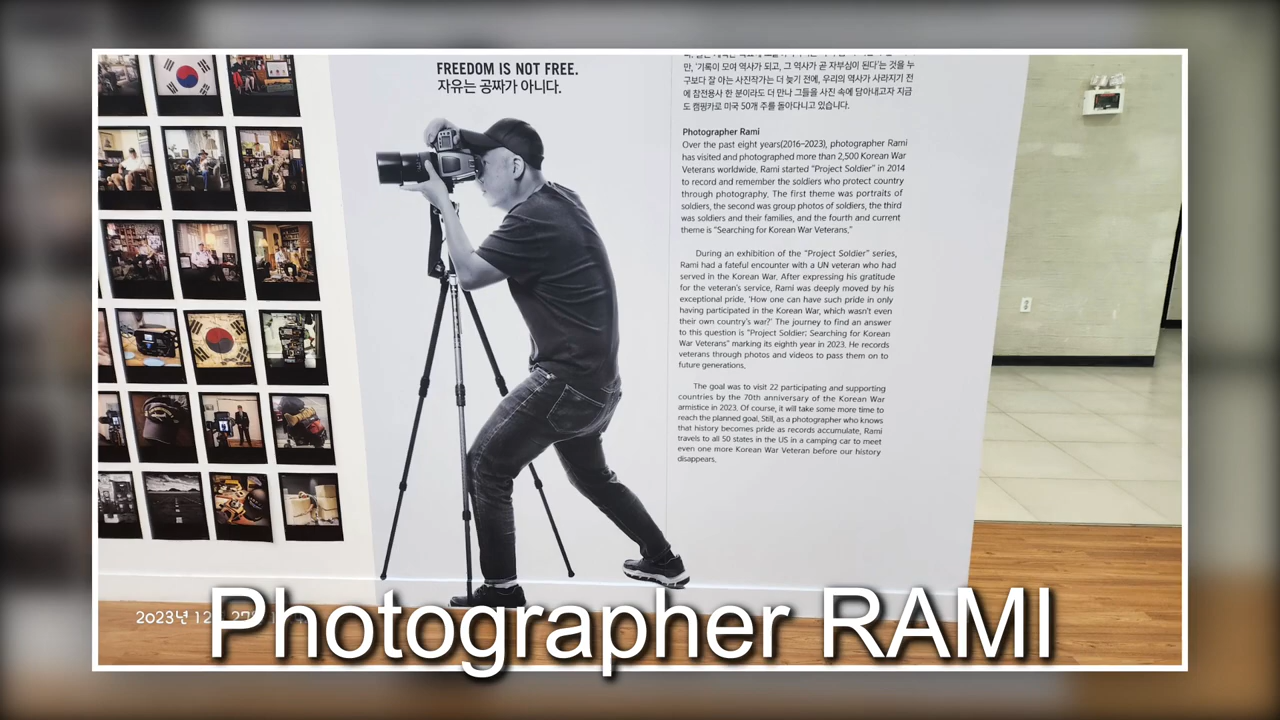 FREEDOM IS NOT FREE.
자유는 공짜가 아니다.
만, '기록이 모여 역사가 되고, 그 역사가 곧 자부심이 된다'는 것을 누
구보다 잘 아는 사진작가는 더 늦기 전에, 우리의 역사가 사라지기 전
에 참전용사 한 분이라도 더 만나 그들을 사진 속에 담아내고자 지금
도 캠핑카로 미국 50개 주를 돌아다니고 있습니다.
Photographer Rami
Over the past eight years(2016–2023), photographer Rami
has visited and photographed more than 2,500 Korean War
Veterans worldwide. Rami started "Project Soldier" in 2014
to record and remember the soldiers who protect country
through photography. The first theme was portraits of
soldiers, the second was group photos of soldiers, the third
was soldiers and their families, and the fourth and current
theme is "Searching for Korean War Veterans."
During an exhibition of the "Project Soldier" series,
Rami had a fateful encounter with a UN veteran who had
served in the Korean War. After expressing his gratitude
for the veteran's service, Rami was deeply moved by his
exceptional pride. 'How one can have such pride in only
having participated in the Korean War, which wasn't even
their own country's war?' The journey to find an answer
to this question is "Project Soldier; Searching for Korean
War Veterans" marking its eighth year in 2023. He records
veterans through photos and videos to pass them on to
future generations.
The goal was to visit 22 participating and supporting
countries by the 70th anniversary of the Korean War
armistice in 2023. Of course, it will take some more time to
reach the planned goal. Still, as a photographer who knows
that history becomes pride as records accumulate, Rami
travels to all 50 states in the US in a camping car to meet
even one more Korean War Veteran before our history
disappears.
2023년 12
Photographer RAMI